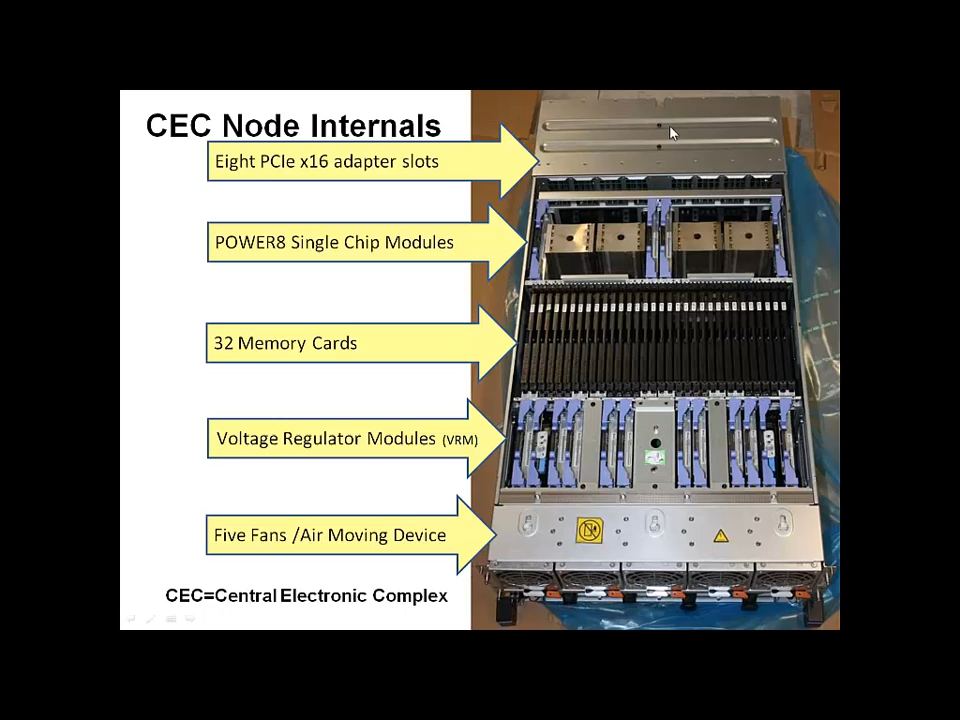 CEC Node Internals
Eight PCIe x16 adapter slots
POWER8 Single Chip Modules
32 Memory Cards
Voltage Regulator Modules (VRM)
Five Fans /Air Moving Device
CEC=Central Electronic Complex